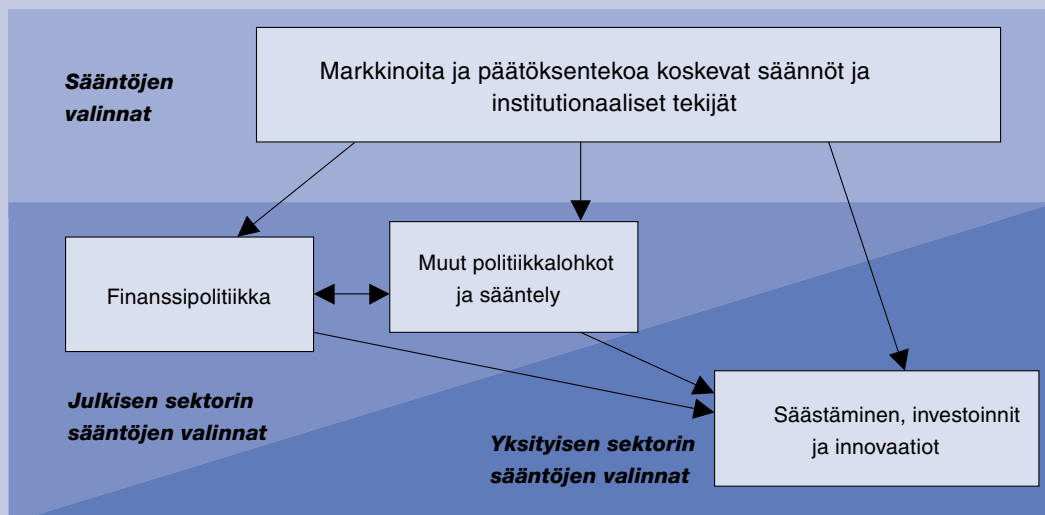 Sääntöjen
valinnat
Markkinoita ja päätöksentekoa koskevat säännöt ja
institutionaaliset tekijät
Finanssipolitiikka
Muut politiikkalohkot
ja sääntely
Julkisen sektorin
sääntöjen valinnat
Yksityisen sektorin
sääntöjen valinnat
Säästäminen, investoinnit
ja innovaatiot